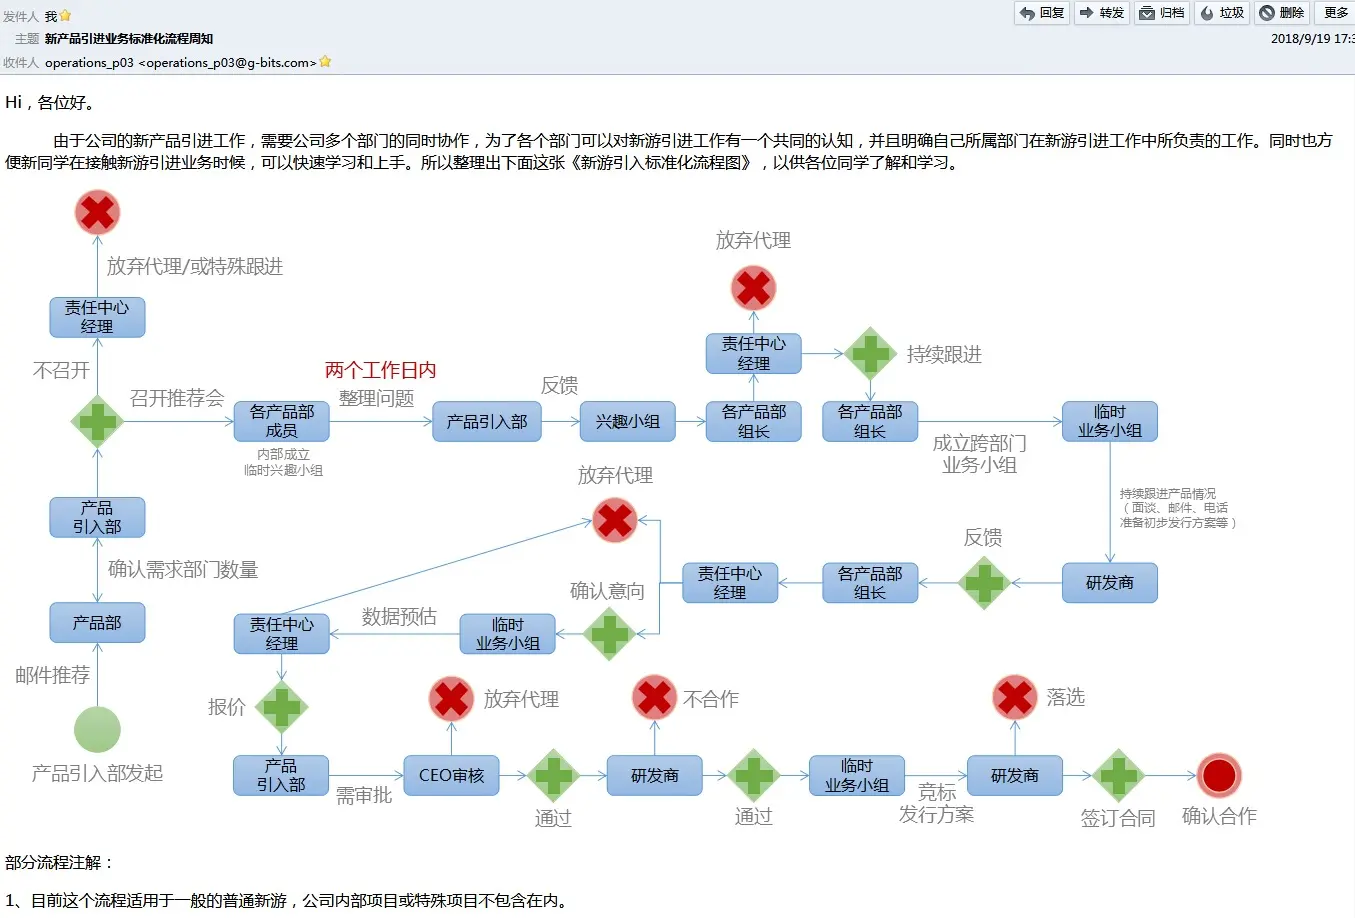 发件人 我
回复 转发 归档 垃圾 删除 更多
主题 新产品引进业务标准化流程周知
2018/9/19 17:3
收件人 operations_p03 <operations_p03@g-bits.com>
Hi，各位好。
由于公司的新产品引进工作，需要公司多个部门的同时协作，为了各个部门可以对新游引进工作有一个共同的认知，并且明确自己所属部门在新游引进工作中所负责的工作。同时也方
便新同学在接触新游引进业务时候，可以快速学习和上手。所以整理出下面这张《新游引入标准化流程图》，以供各位同学了解和学习。
放弃代理/或特殊跟进
责任中心
经理
不召开
召开推荐会
各产品部
成员
内部成立
临时兴趣小组
两个工作日内
整理问题
产品引入部
反馈
兴趣小组
各产品部
组长
责任中心
经理
放弃代理
持续跟进
各产品部
组长
成立跨部门
业务小组
临时
业务小组
持续跟进产品情况
（面谈、邮件、电话
准备初步发行方案等）
产品
引入部
确认需求部门数量
产品部
邮件推荐
产品引入部发起
研发商
反馈
各产品部
组长
责任中心
经理
放弃代理
确认意向
临时
业务小组
数据预估
责任中心
经理
报价
产品
引入部
需审批
CEO审核
放弃代理
通过
研发商
不合作
通过
临时
业务小组
竞标
发行方案
研发商
落选
签订合同
确认合作
部分流程注解：
1、目前这个流程适用于一般的普通新游，公司内部项目或特殊项目不包含在内。